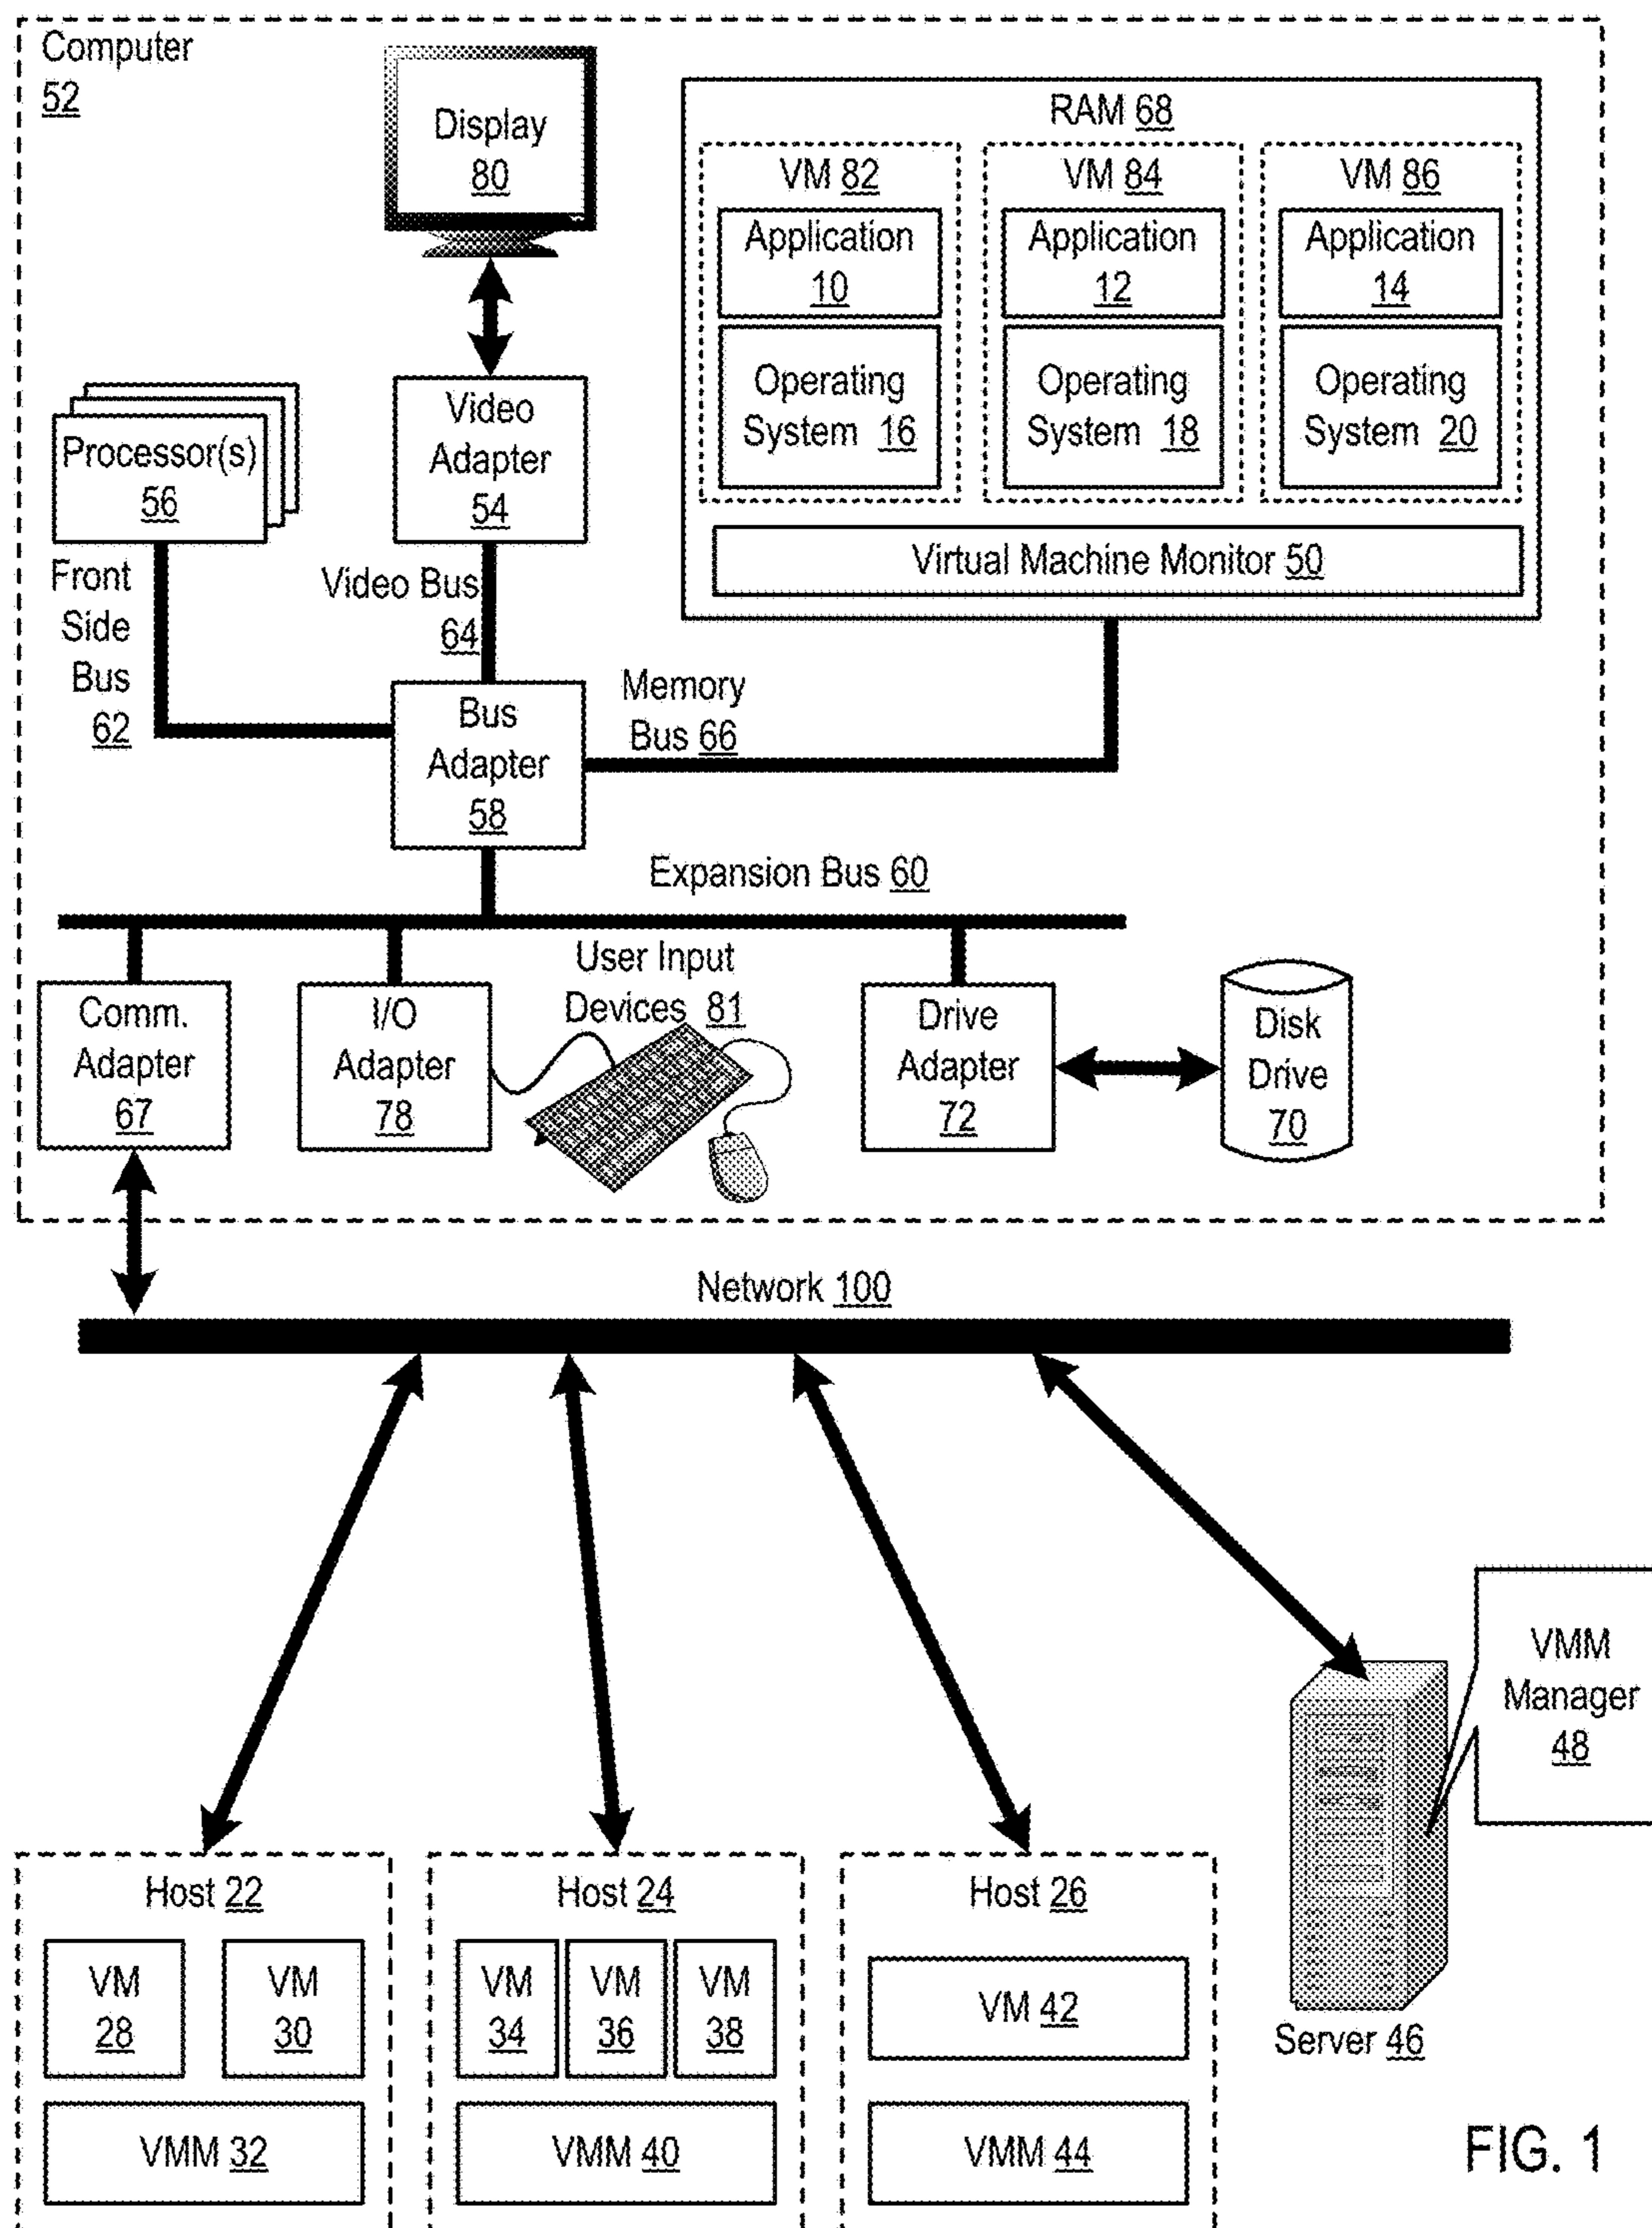 Computer
52
Display
80
RAM 68
VM 82
Application
10
Operating
System 16
VM 84
Application
12
Operating
System 18
VM 86
Application
14
Operating
System 20
Virtual Machine Monitor 50
Processor(s)
56
Video
Adapter
54
Front
Side
Bus
62
Video Bus
64
Bus
Adapter
58
Memory
Bus 66
Expansion Bus 60
Comm.
Adapter
67
I/O
Adapter
78
User Input
Devices 81
Drive
Adapter
72
Disk
Drive
70
Network 100
VMM
Manager
48
Server 46
Host 22
VM
28
VM
30
VMM 32
Host 24
VM
34
VM
36
VM
38
VMM 40
Host 26
VM 42
VMM 44
FIG. 1